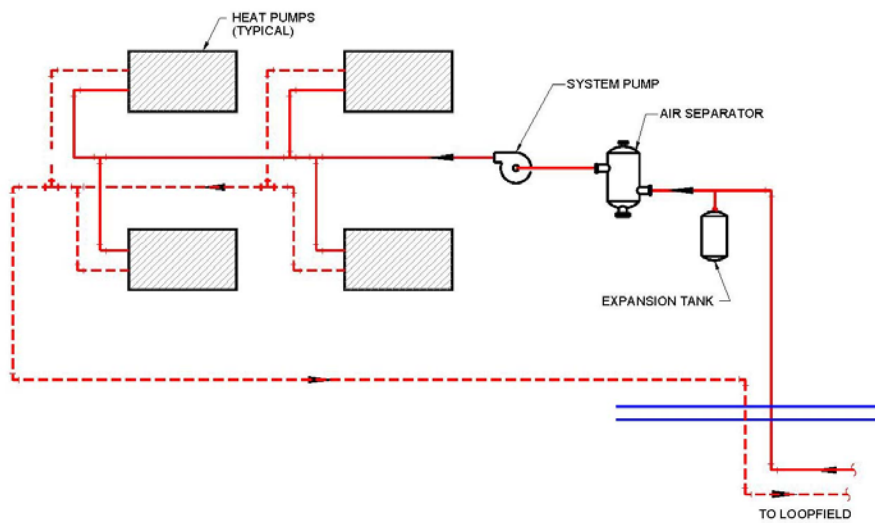 HEAT PUMPS
(TYPICAL)
SYSTEM PUMP
AIR SEPARATOR
EXPANSION TANK
TO LOOPFIELD